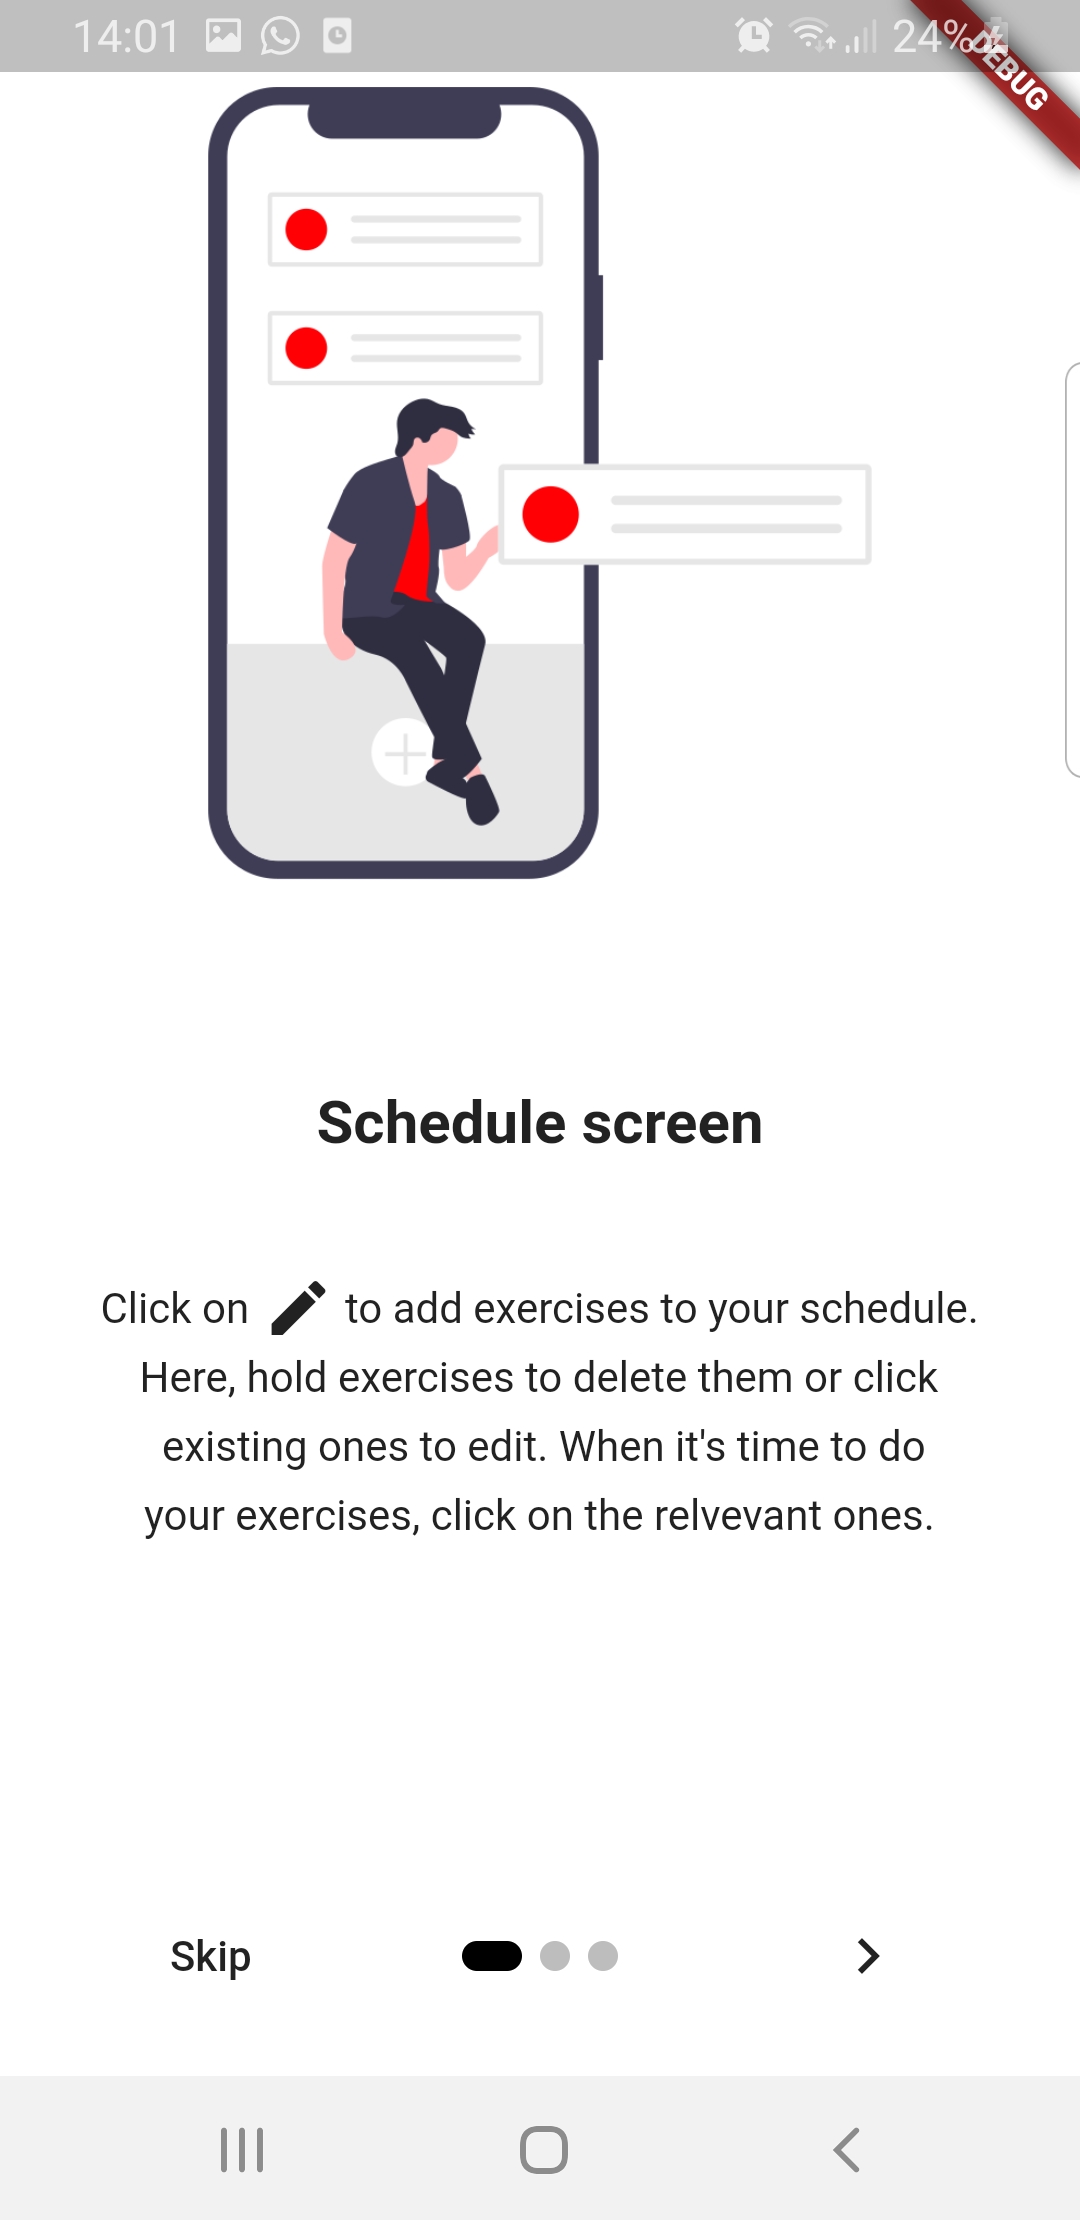 14:01
24%
DEBUG
Schedule screen
Click on to add exercises to your schedule.
Here, hold exercises to delete them or click
existing ones to edit. When it's time to do
your exercises, click on the relvevant ones.
Skip